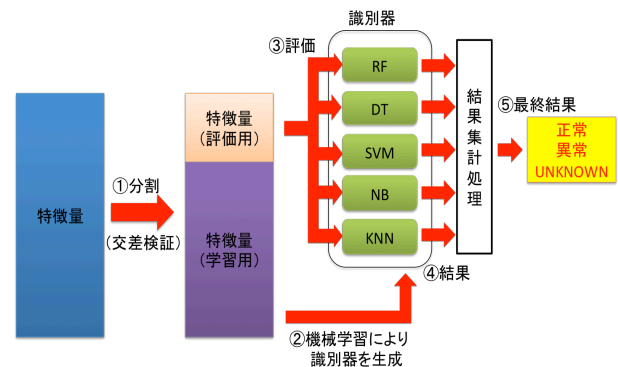 特徴量
①分割
(交差検証)
特徴量
(評価用)
特徴量
(学習用)
②機械学習により
識別器を生成
③評価
識別器
RF
DT
SVM
NB
KNN
④結果
結果集計処理
⑤最終結果
正常
異常
UNKNOWN